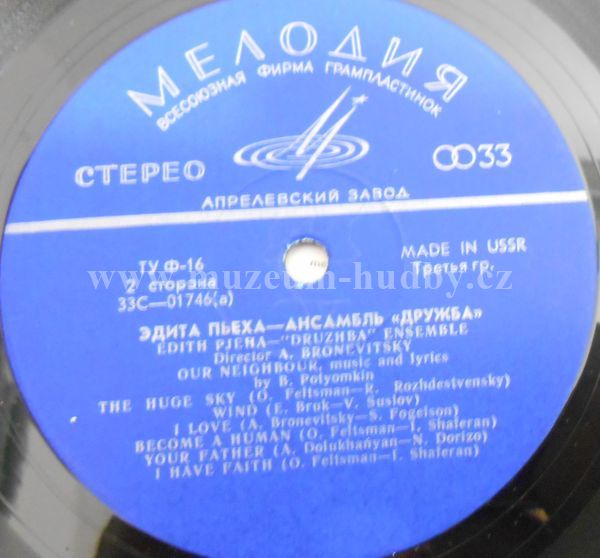 МЕЛОДИЯ
ВСЕСОЮЗНАЯ ФИРМА ГРАМПЛАСТИНОК
СТЕРЕО
33
АПРЕЛЕВСКИЙ ЗАВОД
ТУ Ф-16
2 сторона
33С—01746(а)
MADE IN USSR
Третья гр.
www.muzeum-hudby.cz
ЭДИТА ПЬЕХА—АНСАМБЛЬ «ДРУЖБА»
EDITH PJEHA—"DRUZHBA" ENSEMBLE
Director A. BRONEVITSKY
OUR NEIGHBOUR, music and lyrics
by B. Potyomkin
THE HUGE SKY (O. Feltsman—R. Rozhdestvensky)
WIND (E. Bruk—V. Suslov)
I LOVE (A. Bronevitsky—S. Fogelson)
BECOME A HUMAN (O. Feltsman—I. Shaferan)
YOUR FATHER (A. Dolukhanyan—N. Dorizo)
I HAVE FAITH (O. Feltsman—I. Shaferan)